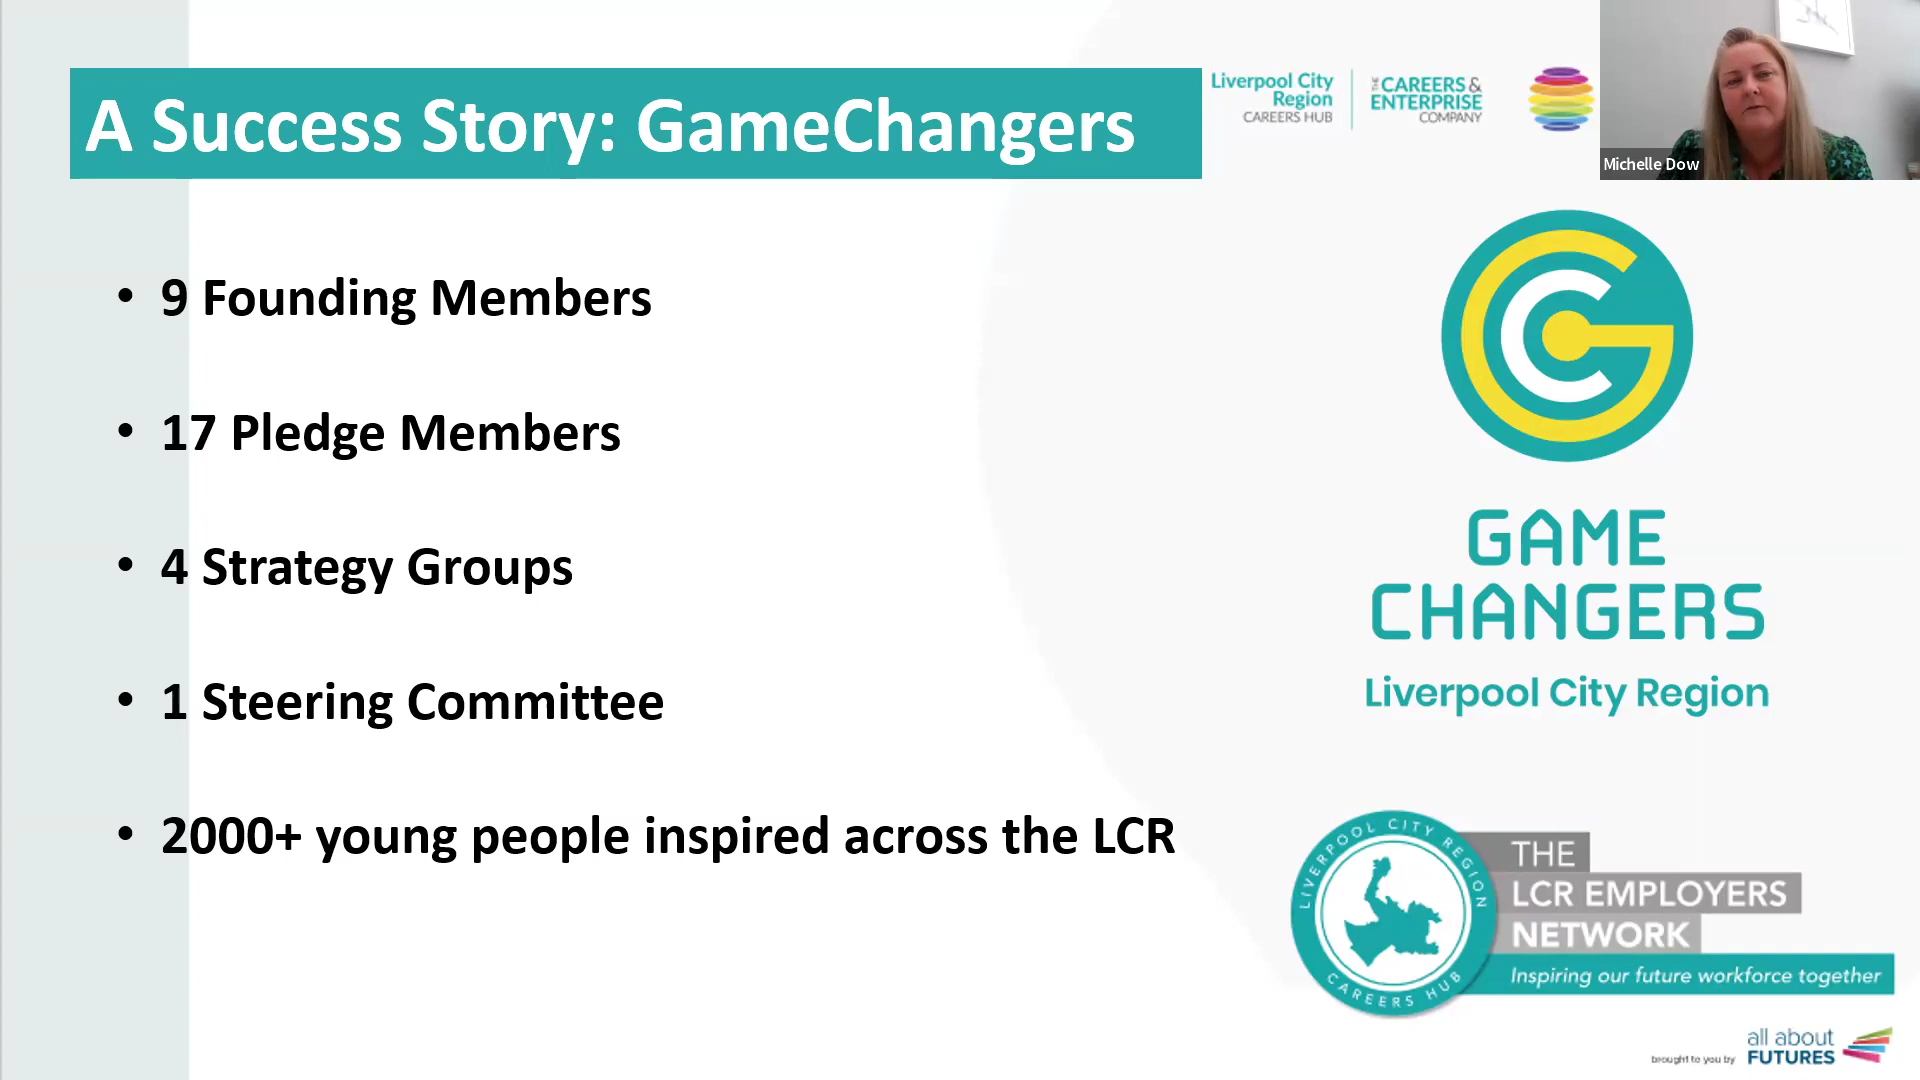 A Success Story: GameChangers
Liverpool City
Region
CAREERS HUB
THE
CAREERS &
ENTERPRISE
COMPANY
Michelle Dow
• 9 Founding Members
• 17 Pledge Members
• 4 Strategy Groups
• 1 Steering Committee
• 2000+ young people inspired across the LCR
GAME
CHANGERS
Liverpool City Region
LIVERPOOL CITY REGION
CAREERS HUB
THE
LCR EMPLOYERS
NETWORK
Inspiring our future workforce together
brought to you by
all about
FUTURES